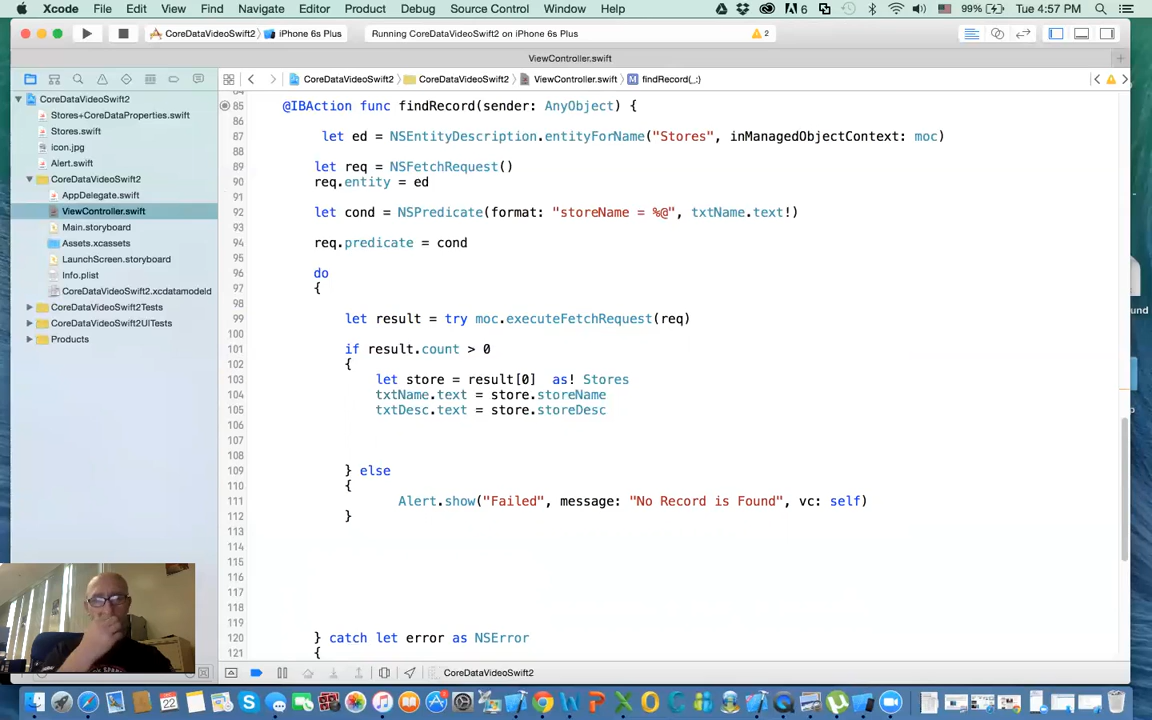 Xcode File Edit View Find Navigate Editor Product Debug Source Control Window Help 6 99% Tue 4:57 PM
CoreDataVideoSwift2 iPhone 6s Plus Running CoreDataVideoSwift2 on iPhone 6s Plus 2
ViewController.swift
CoreDataVideoSwift2 CoreDataVideoSwift2 ViewController.swift M findRecord(_:)
CoreDataVideoSwift2
Stores+CoreDataProperties.swift
Stores.swift
icon.jpg
Alert.swift
CoreDataVideoSwift2
AppDelegate.swift
ViewController.swift
Main.storyboard
Assets.xcassets
LaunchScreen.storyboard
Info.plist
CoreDataVideoSwift2.xcdatamodeld
CoreDataVideoSwift2Tests
CoreDataVideoSwift2UITests
Products
84
85 @IBAction func findRecord(sender: AnyObject) {
86
87 let ed = NSEntityDescription.entityForName("Stores", inManagedObjectContext: moc)
88
89 let req = NSFetchRequest()
90 req.entity = ed
91
92 let cond = NSPredicate(format: "storeName = %@", txtName.text!)
93
94 req.predicate = cond
95
96 do
97 {
98
99 let result = try moc.executeFetchRequest(req)
100
101 if result.count > 0
102 {
103 let store = result[0] as! Stores
104 txtName.text = store.storeName
105 txtDesc.text = store.storeDesc
106
107
108
109 } else
110 {
111 Alert.show("Failed", message: "No Record is Found", vc: self)
112 }
113
114
115
116
117
118
119
120 } catch let error as NSError
121 {
CoreDataVideoSwift2